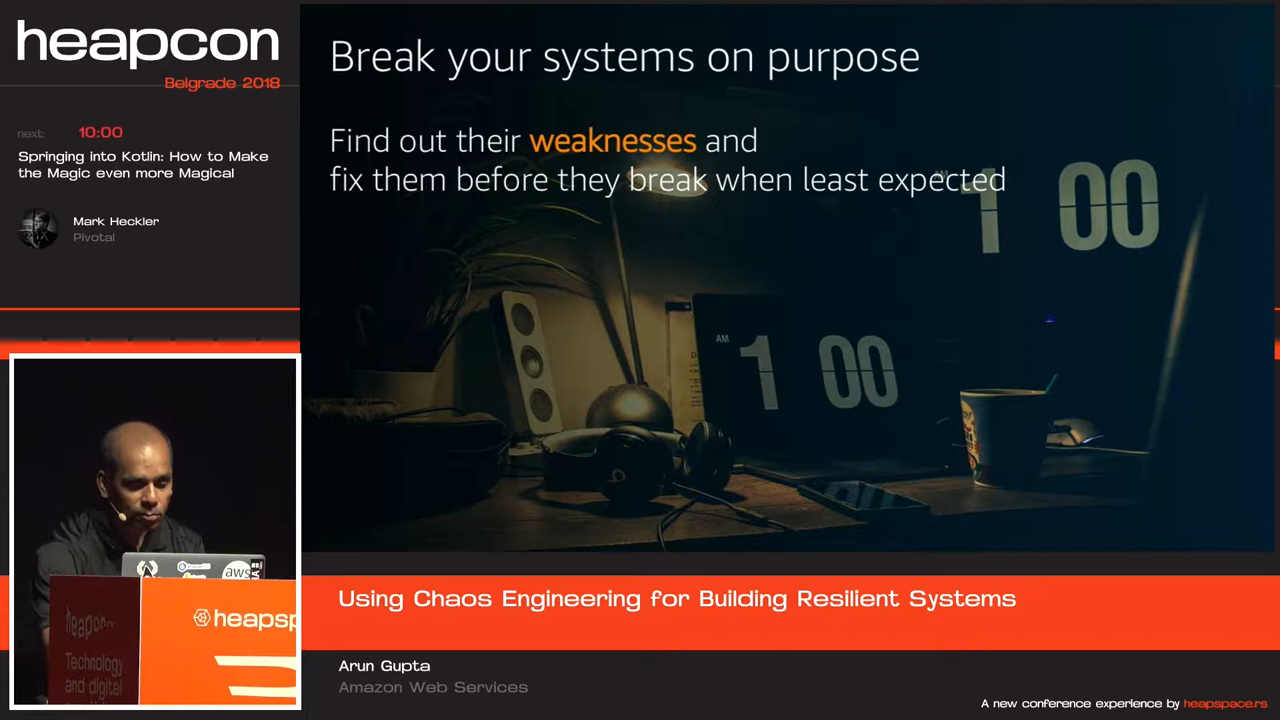 heapcon
Belgrade 2018
next: 10:00
Springing into Kotlin: How to Make
the Magic even more Magical
Mark Heckler
Pivotal
Break your systems on purpose
Find out their weaknesses and
fix them before they break when least expected
AM
1 00
1 00
aws
heapcon
Technology
and digital
heapsp
Using Chaos Engineering for Building Resilient Systems
Arun Gupta
Amazon Web Services
A new conference experience by heapspace.rs